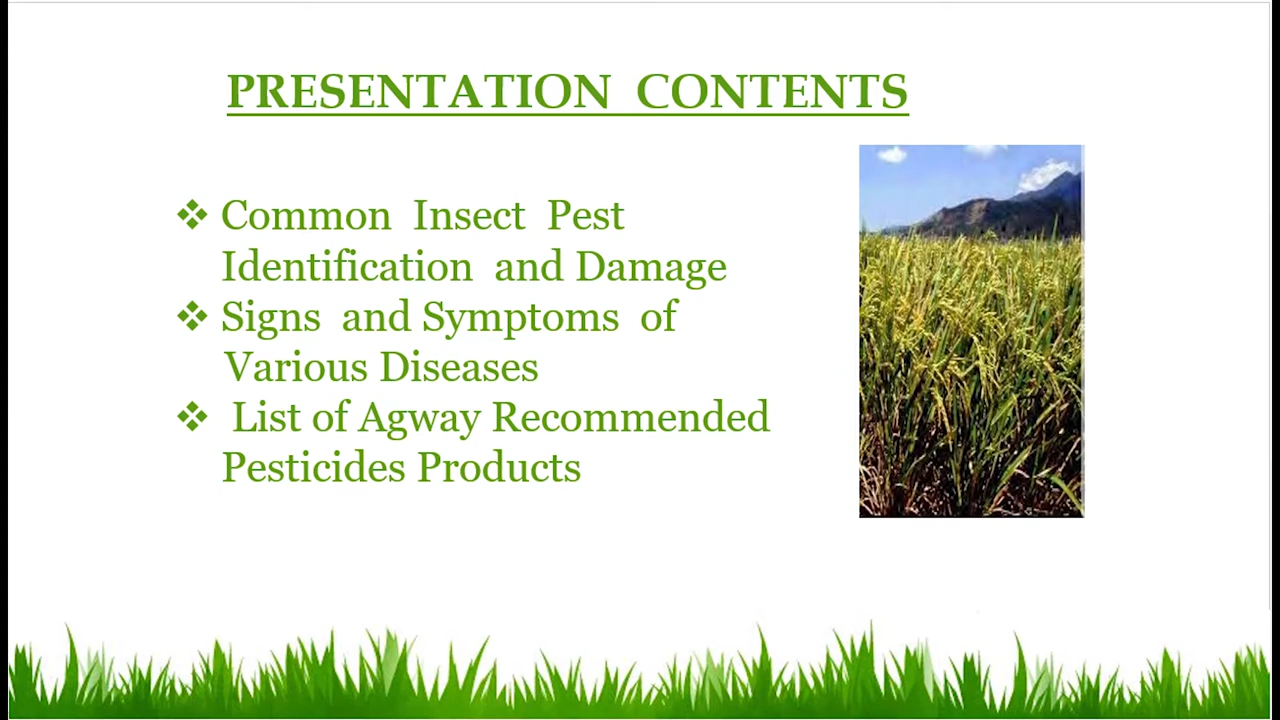 PRESENTATION CONTENTS
❖ Common Insect Pest
Identification and Damage
❖ Signs and Symptoms of
Various Diseases
❖ List of Agway Recommended
Pesticides Products